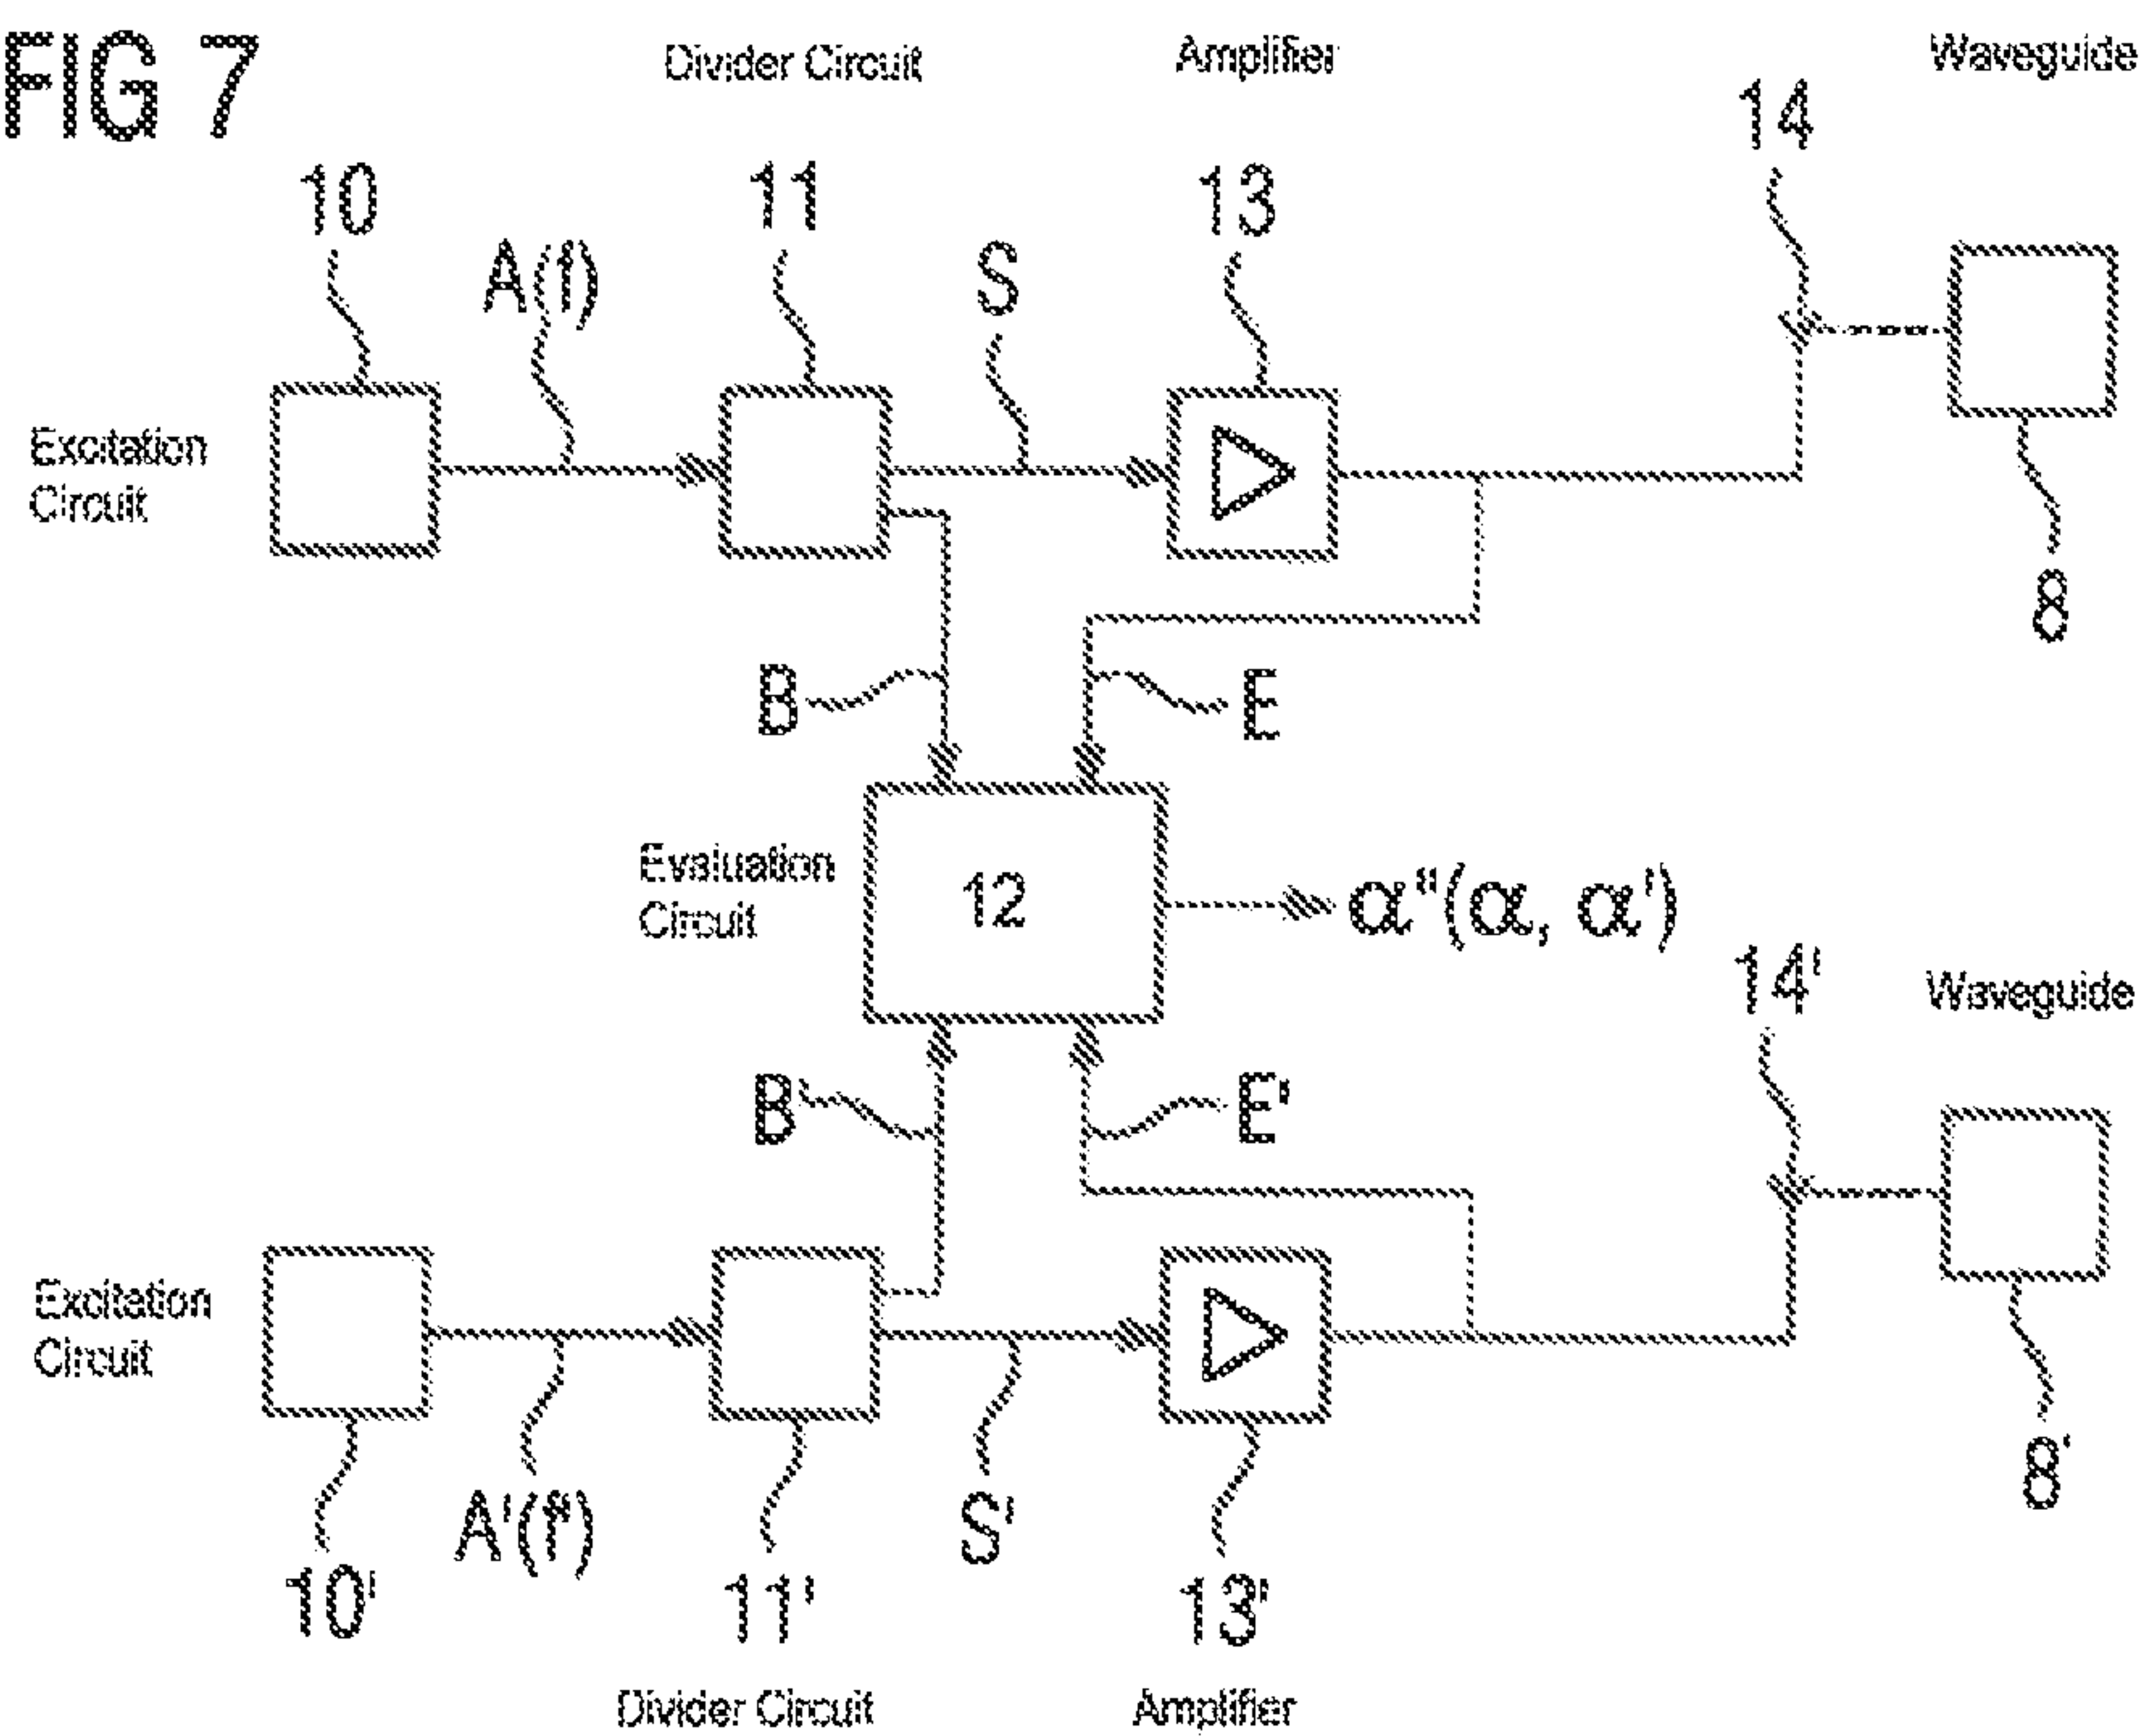 FIG 7
Divider Circuit
Amplifier
Waveguide
10
11
13
14
A(f)
S
Excitation
Circuit
8
B
E
Evaluation
Circuit
12
α"(α, α')
14'
Waveguide
B'
E'
Excitation
Circuit
8'
A'(f')
S'
10'
11'
13'
Divider Circuit
Amplifier